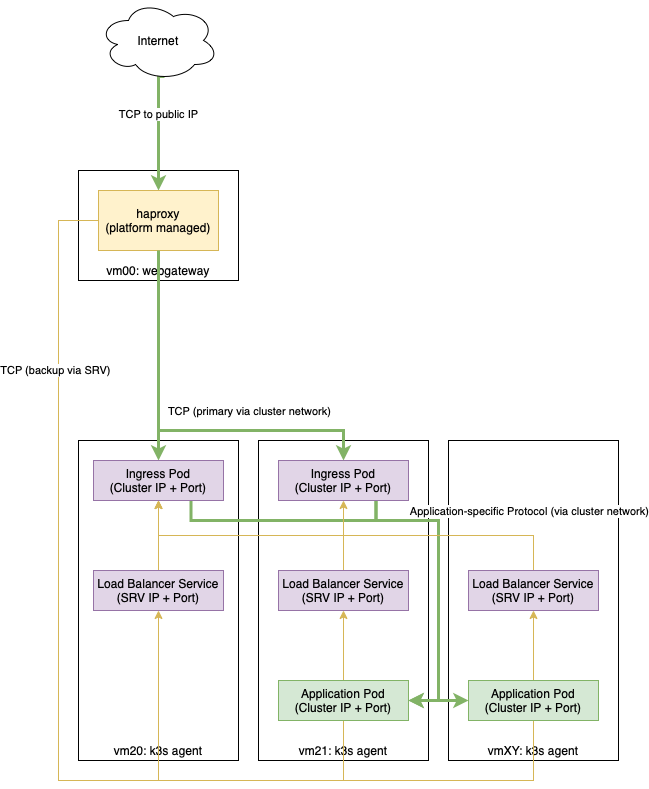 Internet
TCP to public IP
haproxy
(platform managed)
vm00: webgateway
TCP (backup via SRV)
TCP (primary via cluster network)
Ingress Pod
(Cluster IP + Port)
Ingress Pod
(Cluster IP + Port)
Application-specific Protocol (via cluster network)
Load Balancer Service
(SRV IP + Port)
Load Balancer Service
(SRV IP + Port)
Load Balancer Service
(SRV IP + Port)
Application Pod
(Cluster IP + Port)
Application Pod
(Cluster IP + Port)
vm20: k3s agent
vm21: k3s agent
vmXY: k3s agent